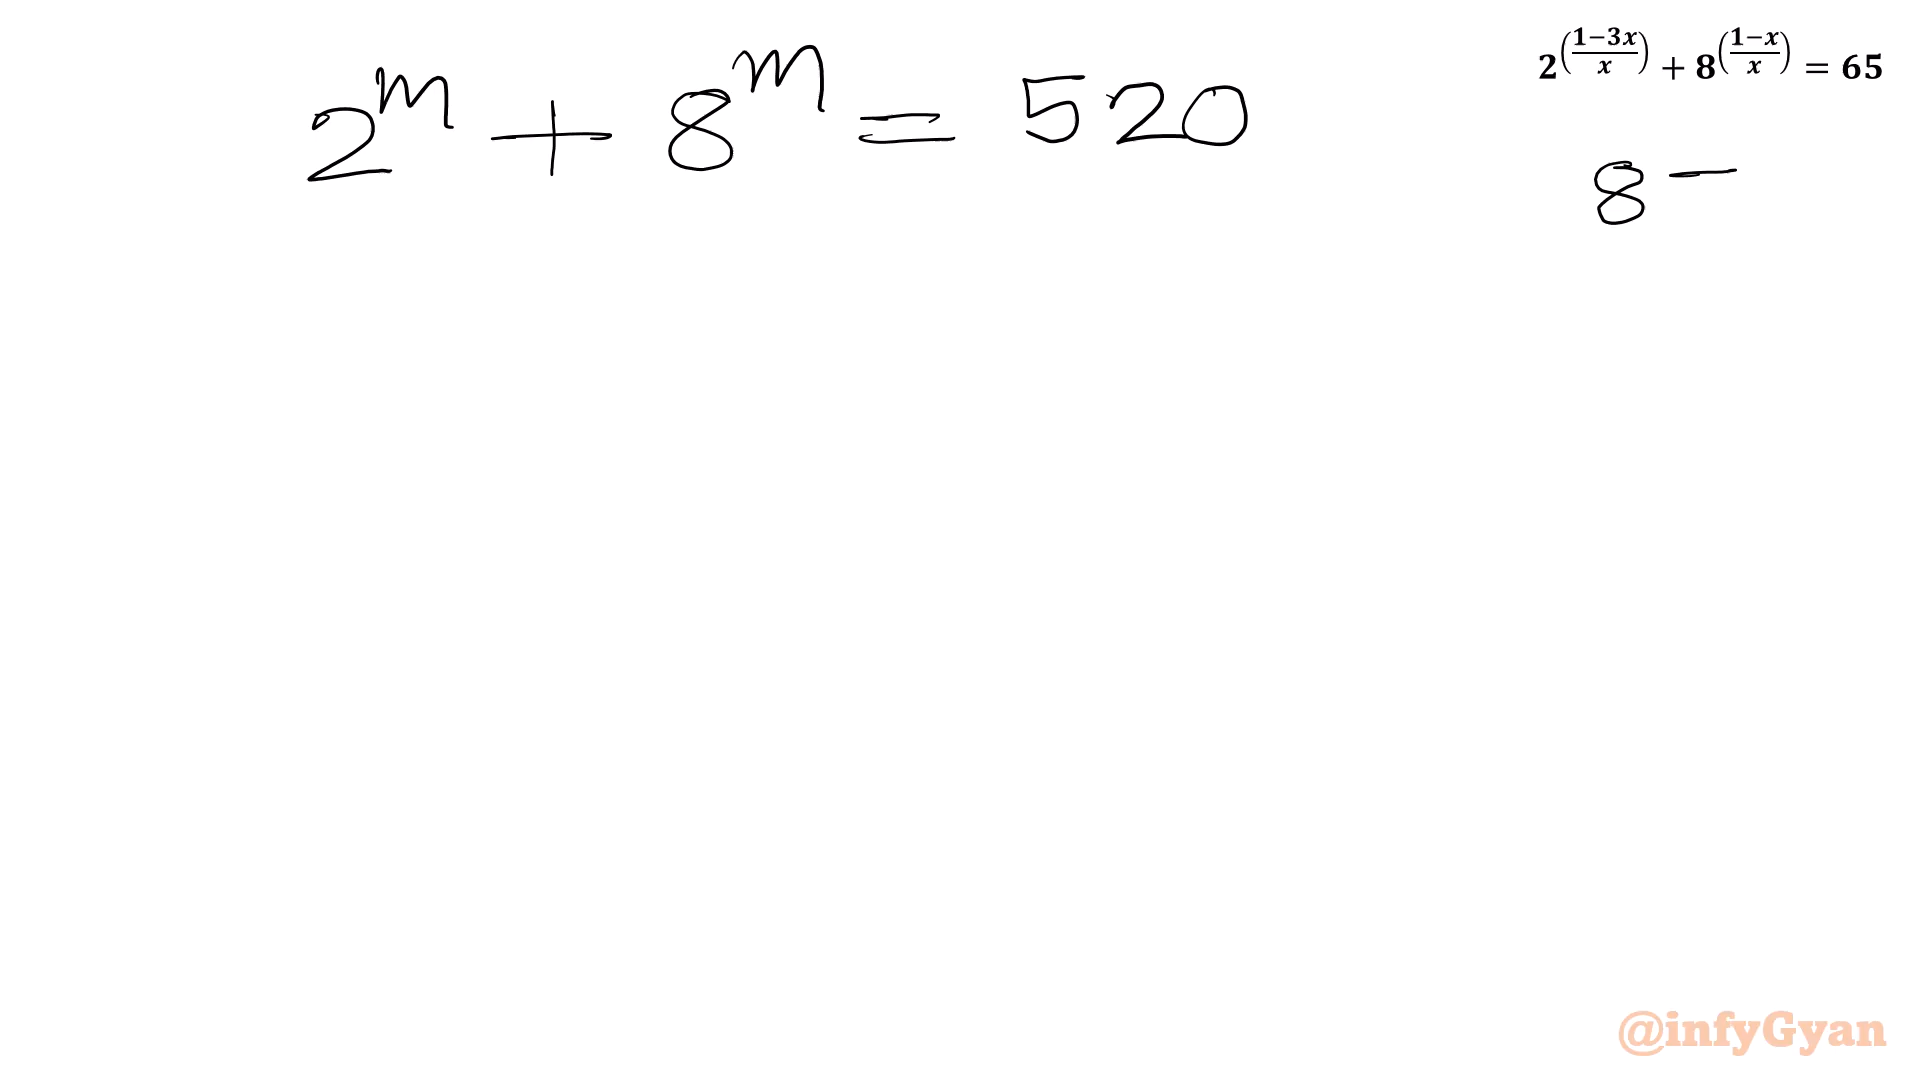 2^((1-3x)/x) + 8^((1-x)/x) = 65
2^m + 8^m = 520
8 —
@infyGyan